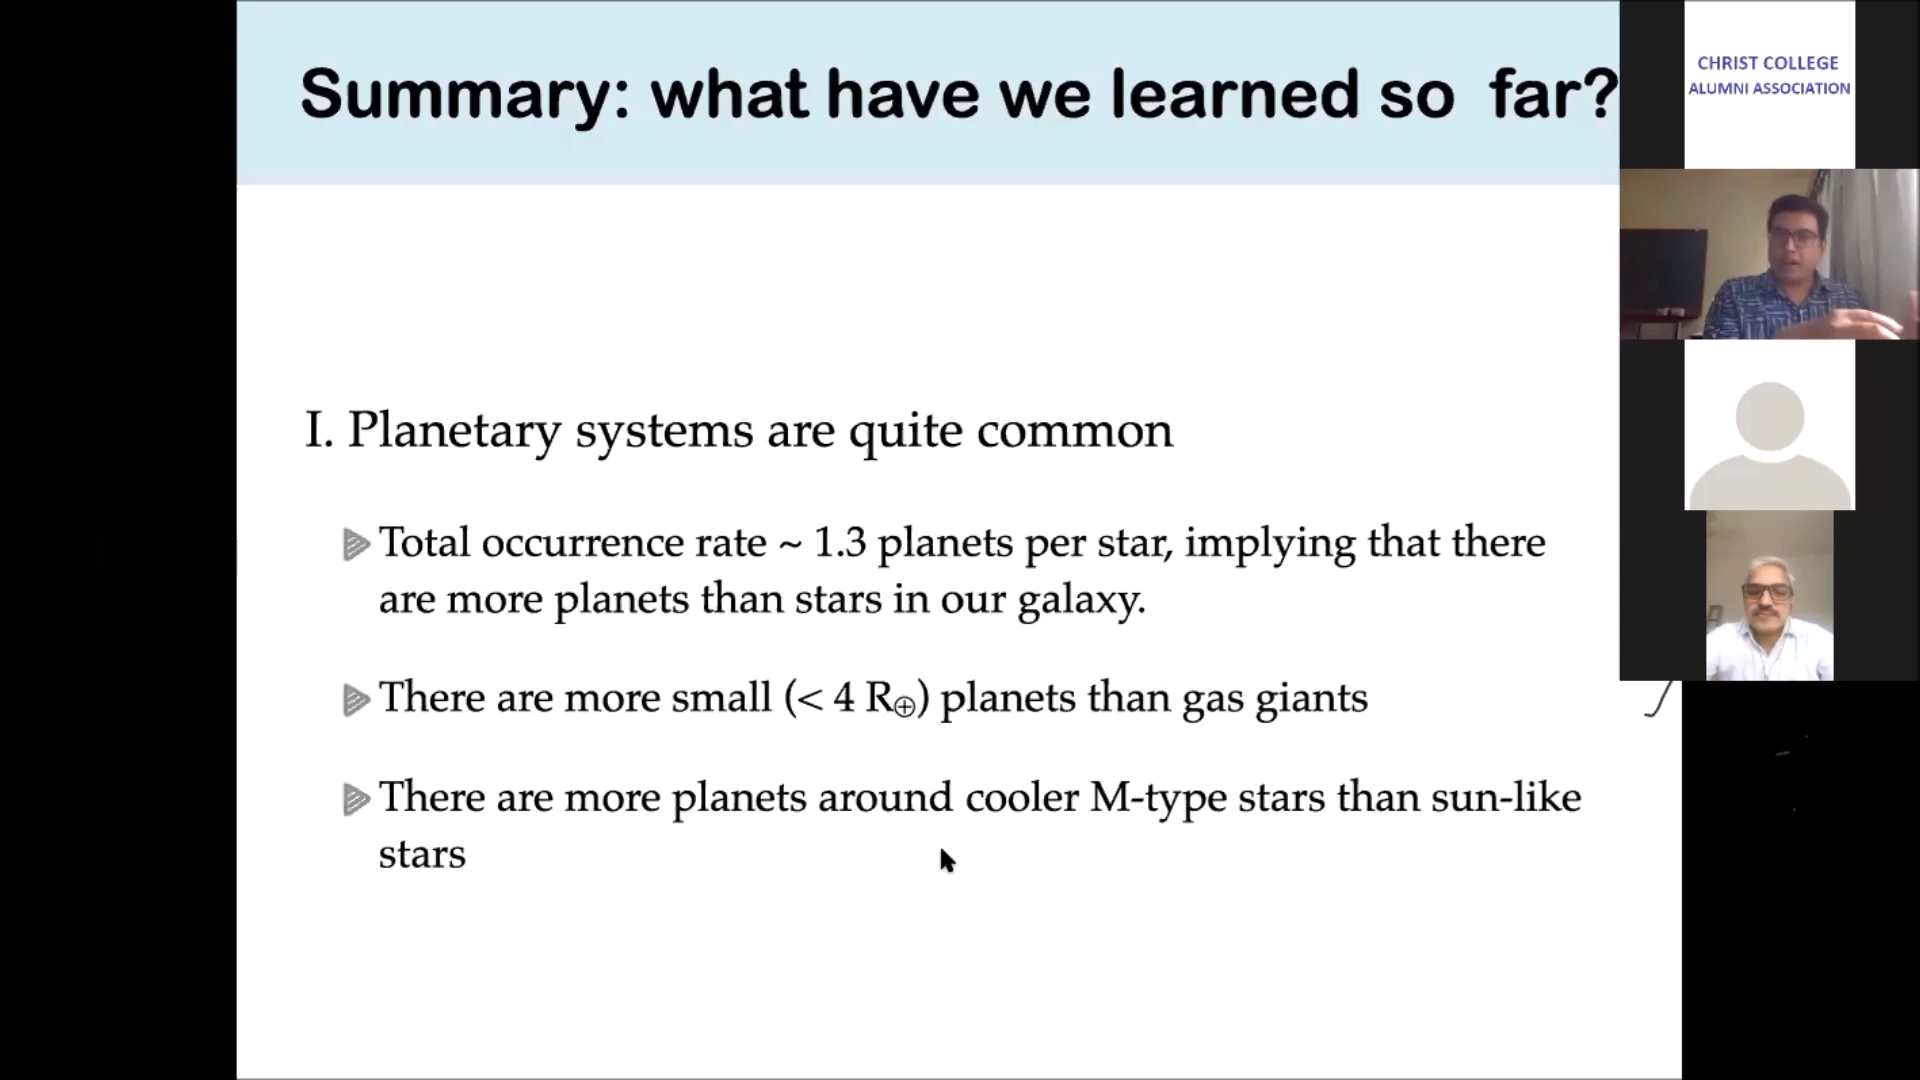 Summary: what have we learned so far?
CHRIST COLLEGE
ALUMNI ASSOCIATION
I. Planetary systems are quite common
Total occurrence rate ~ 1.3 planets per star, implying that there
are more planets than stars in our galaxy.
There are more small (< 4 R⊕) planets than gas giants
There are more planets around cooler M-type stars than sun-like
stars